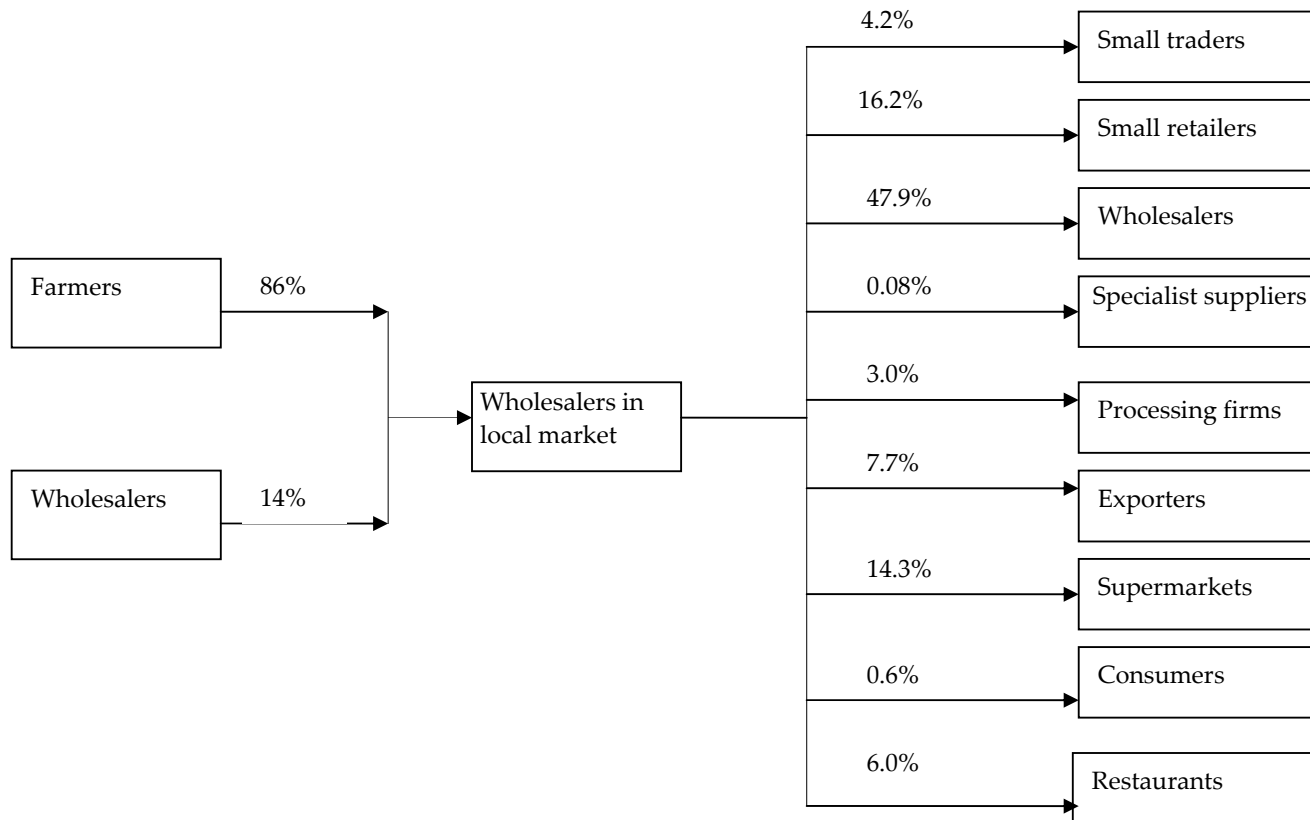 4.2%
Small traders
16.2%
Small retailers
47.9%
Wholesalers
Farmers
86%
0.08%
Specialist suppliers
3.0%
Wholesalers in
local market
Processing firms
Wholesalers
14%
7.7%
Exporters
14.3%
Supermarkets
0.6%
Consumers
6.0%
Restaurants